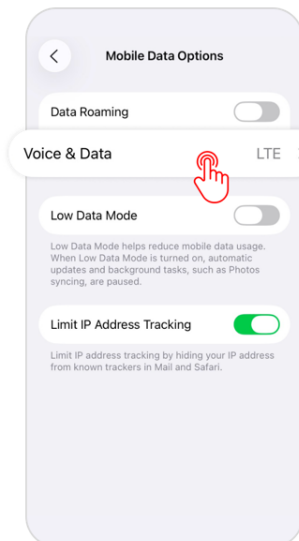 Mobile Data Options
Data Roaming
Voice & Data LTE
Low Data Mode
Low Data Mode helps reduce mobile data usage.
When Low Data Mode is turned on, automatic
updates and background tasks, such as Photos
syncing, are paused.
Limit IP Address Tracking
Limit IP address tracking by hiding your IP address
from known trackers in Mail and Safari.